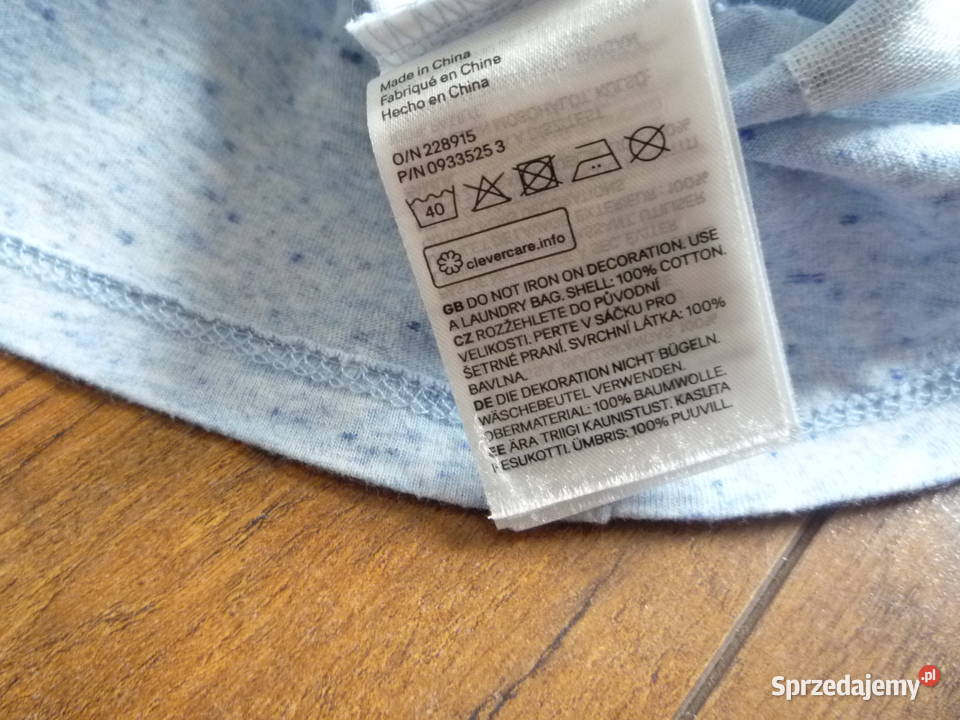 Made in China
Fabriqué en Chine
Hecho en China
O/N 228915
P/N 0933525 3
40
clevercare.info
GB DO NOT IRON ON DECORATION. USE
A LAUNDRY BAG. SHELL: 100% COTTON.
CZ ROZŽEHLETE DO PŮVODNÍ
VELIKOSTI. PERTE V SÁČKU PRO
ŠETRNÉ PRANÍ. SVRCHNÍ LÁTKA: 100%
BAVLNA.
DE DIE DEKORATION NICHT BÜGELN.
WÄSCHEBEUTEL VERWENDEN.
OBERMATERIAL: 100% BAUMWOLLE.
EE ÄRA TRIIGI KAUNISTUST. KASUTA
PESUKOTTI. ÜMBRIS: 100% PUUVILL.
Sprzedajemy.pl